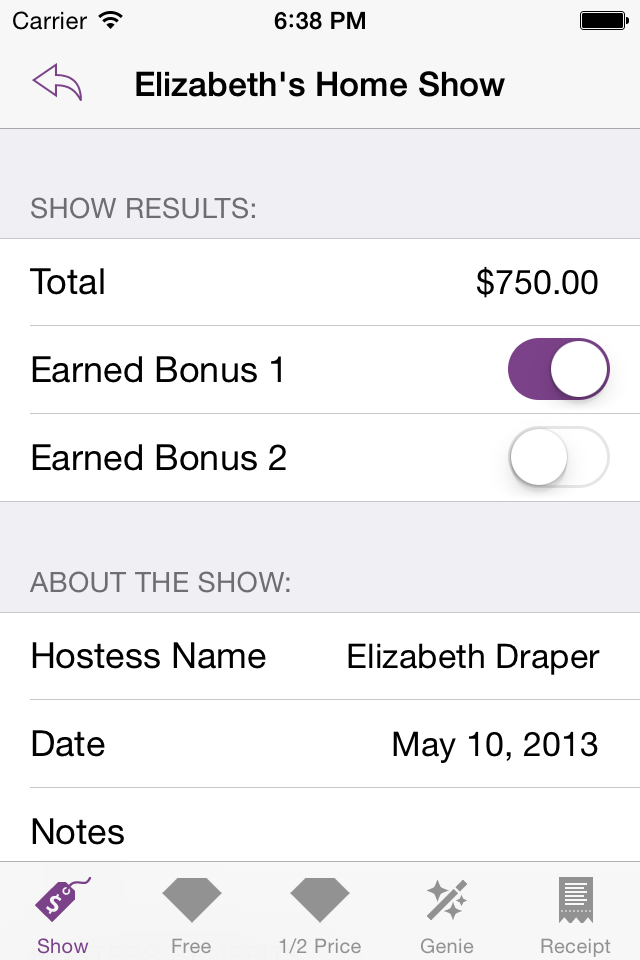 Carrier 6:38 PM
Elizabeth's Home Show
SHOW RESULTS:
Total $750.00
Earned Bonus 1
Earned Bonus 2
ABOUT THE SHOW:
Hostess Name Elizabeth Draper
Date May 10, 2013
Notes
Show Free 1/2 Price Genie Receipt